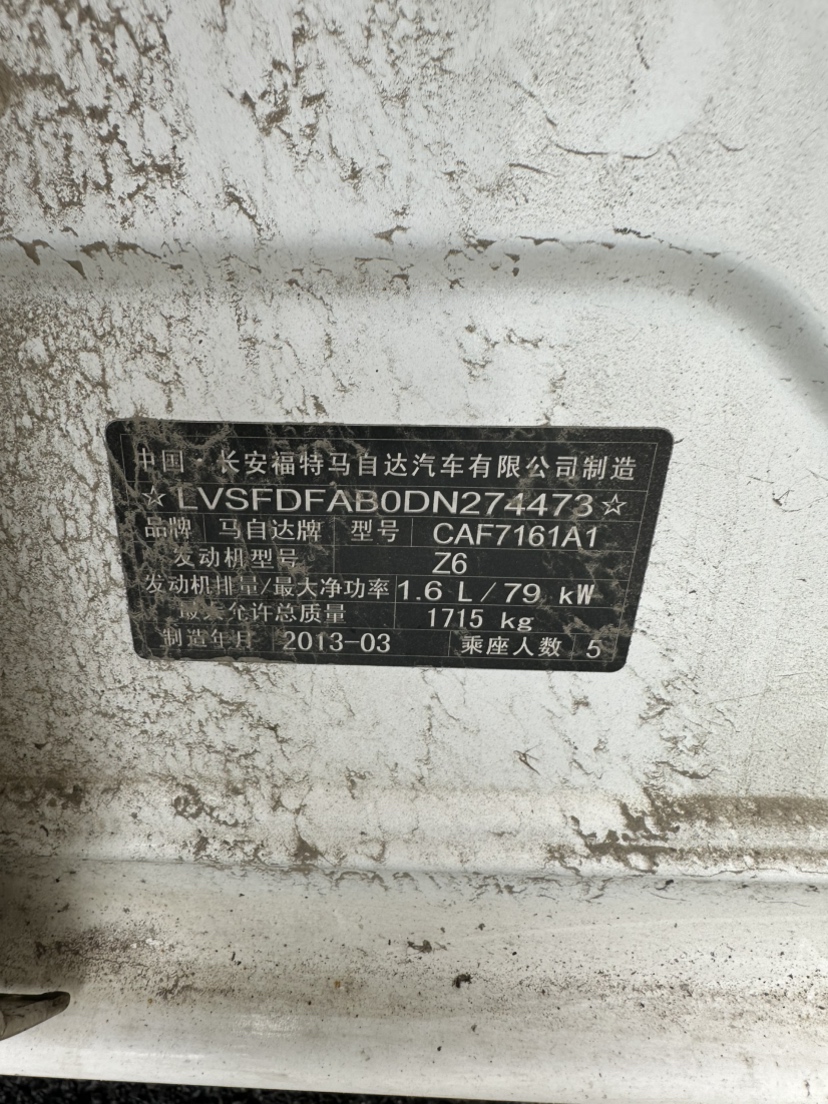 中国·长安福特马自达汽车有限公司制造
☆LVSFDFAB0DN274473☆
品牌 马自达牌 型号 CAF7161A1
发动机型号 Z6
发动机排量/最大净功率 1.6 L/79 kW
最大允许总质量 1715 kg
制造年月 2013-03 乘座人数 5